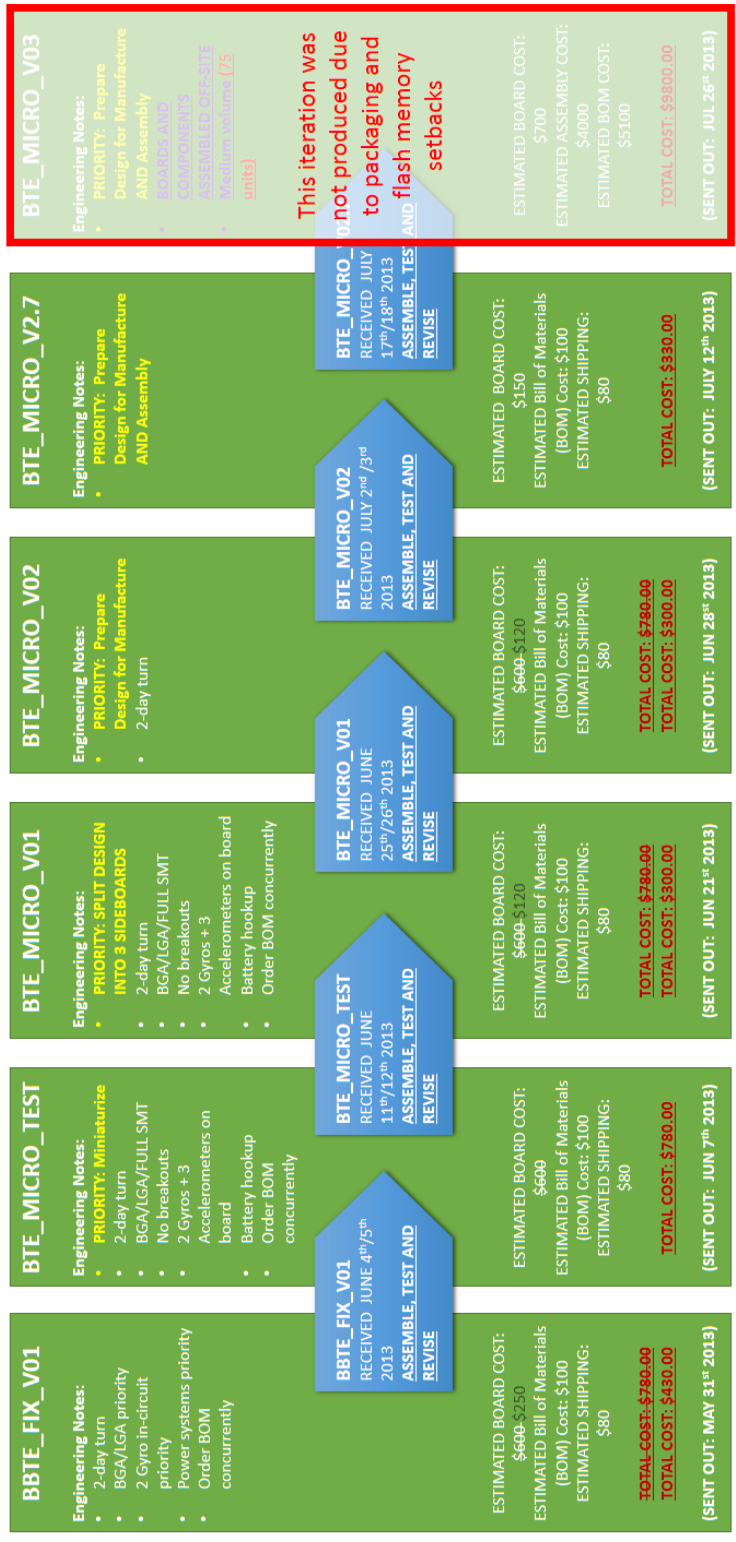 BBTE_FIX_V01
Engineering Notes:
• 2-day turn
• BGA/LGA priority
• 2 Gyro in-circuit
priority
• Power systems priority
• Order BOM
concurrently
ESTIMATED BOARD COST:
$600 $250
ESTIMATED Bill of Materials
(BOM) Cost: $100
ESTIMATED SHIPPING:
$80
TOTAL COST: $780.00
TOTAL COST: $430.00
(SENT OUT: MAY 31st 2013)
BBTE_FIX_V01
RECEIVED JUNE 4th/5th
2013
ASSEMBLE, TEST AND
REVISE
BTE_MICRO_TEST
Engineering Notes:
• PRIORITY: Miniaturize
• 2-day turn
• BGA/LGA/FULL SMT
• No breakouts
• 2 Gyros + 3
Accelerometers on
board
• Battery hookup
• Order BOM
concurrently
ESTIMATED BOARD COST:
$600
ESTIMATED Bill of Materials
(BOM) Cost: $100
ESTIMATED SHIPPING:
$80
TOTAL COST: $780.00
(SENT OUT: JUN 7th 2013)
BTE_MICRO_TEST
RECEIVED JUNE
11th/12th 2013
ASSEMBLE, TEST AND
REVISE
BTE_MICRO_V01
Engineering Notes:
• PRIORITY: SPLIT DESIGN
INTO 3 SIDEBOARDS
• 2-day turn
• BGA/LGA/FULL SMT
• No breakouts
• 2 Gyros + 3
Accelerometers on board
• Battery hookup
• Order BOM concurrently
ESTIMATED BOARD COST:
$600 $120
ESTIMATED Bill of Materials
(BOM) Cost: $100
ESTIMATED SHIPPING:
$80
TOTAL COST: $780.00
TOTAL COST: $300.00
(SENT OUT: JUN 21st 2013)
BTE_MICRO_V01
RECEIVED JUNE
25th/26th 2013
ASSEMBLE, TEST AND
REVISE
BTE_MICRO_V02
Engineering Notes:
• PRIORITY: Prepare
Design for Manufacture
• 2-day turn
ESTIMATED BOARD COST:
$600 $120
ESTIMATED Bill of Materials
(BOM) Cost: $100
ESTIMATED SHIPPING:
$80
TOTAL COST: $780.00
TOTAL COST: $300.00
(SENT OUT: JUN 28st 2013)
BTE_MICRO_V02
RECEIVED JULY 2nd /3rd
2013
ASSEMBLE, TEST AND
REVISE
BTE_MICRO_V2.7
Engineering Notes:
• PRIORITY: Prepare
Design for Manufacture
AND Assembly
ESTIMATED BOARD COST:
$150
ESTIMATED Bill of Materials
(BOM) Cost: $100
ESTIMATED SHIPPING:
$80
TOTAL COST: $330.00
(SENT OUT: JULY 12th 2013)
RECEIVED JULY
17th/18th 2013
ASSEMBLE, TEST AND
REVISE
BTE_MICRO_V03
Engineering Notes:
• PRIORITY: Prepare
Design for Manufacture
AND Assembly
• BOARDS AND
COMPONENTS
ASSEMBLED OFF-SITE
• Medium volume (75
units)
This iteration was
not produced due
to packaging and
flash memory
setbacks
ESTIMATED BOARD COST:
$700
ESTIMATED ASSEMBLY COST:
$4000
ESTIMATED BOM COST:
$5100
TOTAL COST: $9800.00
(SENT OUT: JUL 26st 2013)